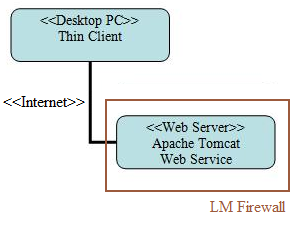 <<Desktop PC>>
Thin Client
<<Internet>>
<<Web Server>>
Apache Tomcat
Web Service
LM Firewall